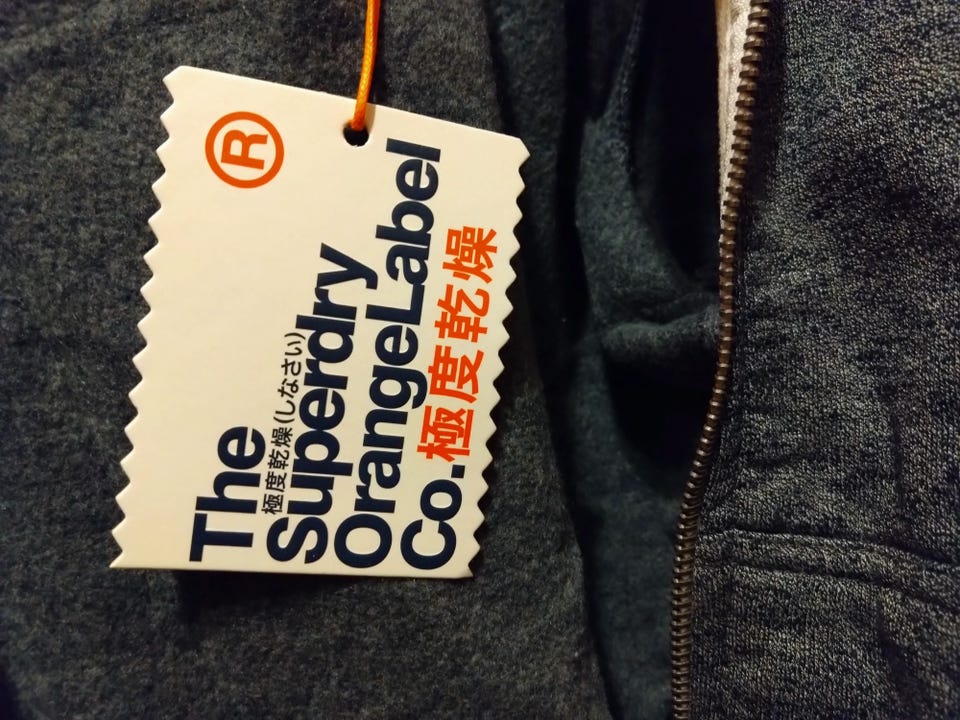 ®
The
極度乾燥(しなさい)
Superdry
OrangeLabel
Co.極度乾燥